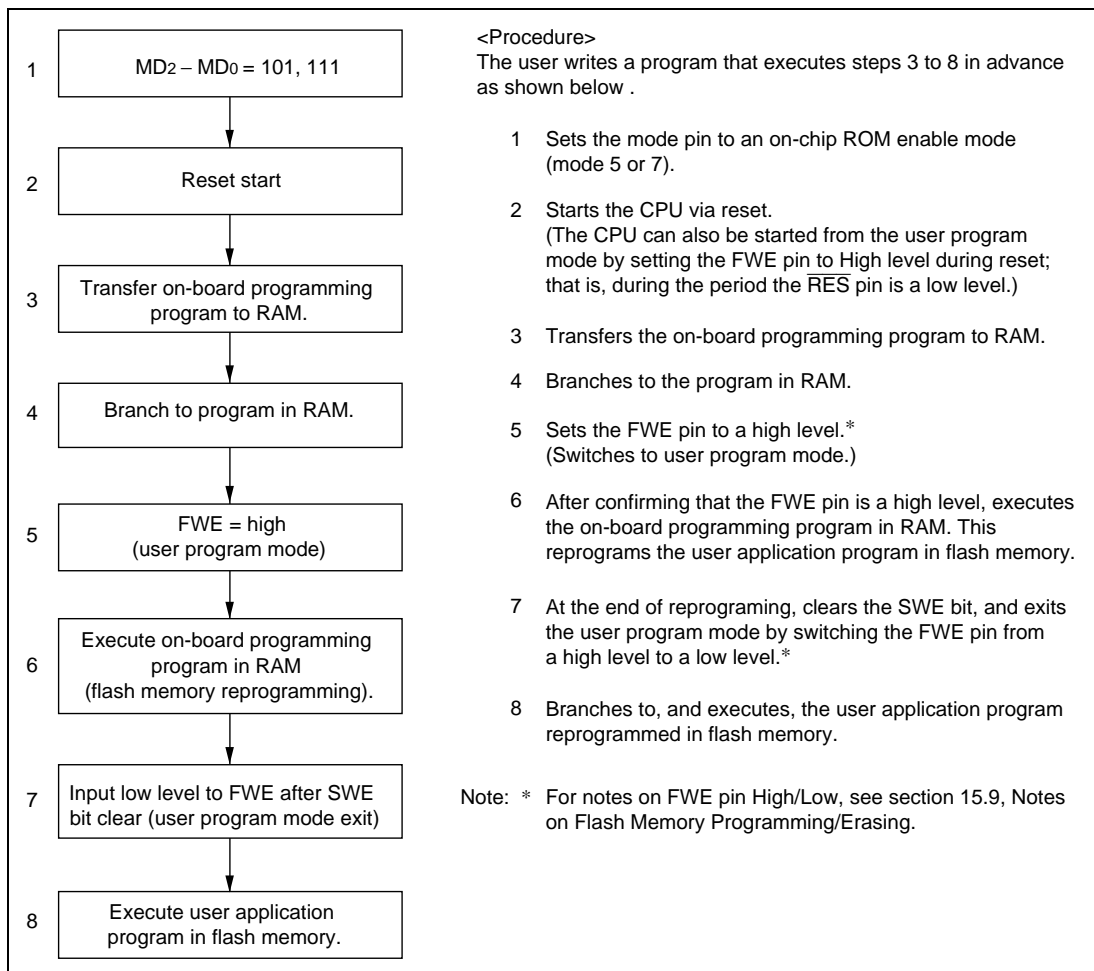 1
MD2 – MD0 = 101, 111
2
Reset start
3
Transfer on-board programming
program to RAM.
4
Branch to program in RAM.
5
FWE = high
(user program mode)
6
Execute on-board programming
program in RAM
(flash memory reprogramming).
7
Input low level to FWE after SWE
bit clear (user program mode exit)
8
Execute user application
program in flash memory.
<Procedure>
The user writes a program that executes steps 3 to 8 in advance
as shown below .
1 Sets the mode pin to an on-chip ROM enable mode
(mode 5 or 7).
2 Starts the CPU via reset.
(The CPU can also be started from the user program
mode by setting the FWE pin to High level during reset;
that is, during the period the RES pin is a low level.)
3 Transfers the on-board programming program to RAM.
4 Branches to the program in RAM.
5 Sets the FWE pin to a high level.*
(Switches to user program mode.)
6 After confirming that the FWE pin is a high level, executes
the on-board programming program in RAM. This
reprograms the user application program in flash memory.
7 At the end of reprograming, clears the SWE bit, and exits
the user program mode by switching the FWE pin from
a high level to a low level.*
8 Branches to, and executes, the user application program
reprogrammed in flash memory.
Note: * For notes on FWE pin High/Low, see section 15.9, Notes
on Flash Memory Programming/Erasing.